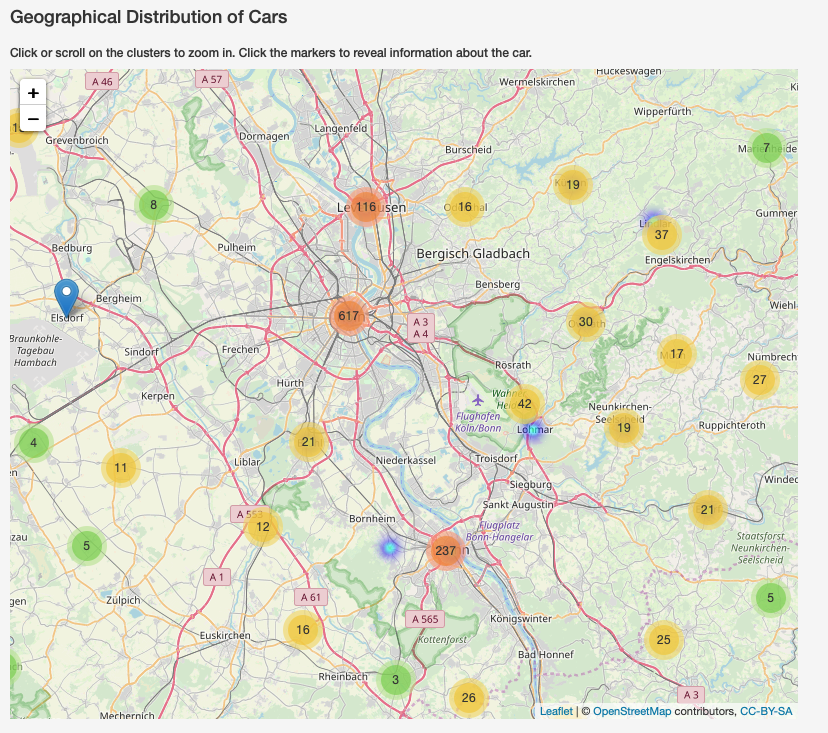 Geographical Distribution of Cars
Click or scroll on the clusters to zoom in. Click the markers to reveal information about the car.
A 46
A 57
Huckeswagen
Wermelskirchen
+
−
Wipperfürth
Dormagen
Langenfeld
Grevenbroich
Burscheid
7
19
8
116
16
Gummer
37
Bedburg
Pulheim
Bergisch Gladbach
Engelskirchen
Bensberg
Bergheim
Wiehl
617
Elsdorf
A 3
A 4
30
Braunkohle-
Tagebau
Hambach
Sindorf
Frechen
17
Nümbrech
Rösrath
Hürth
27
Kerpen
42
Flughafen
Köln/Bonn
Neunkirchen-
19
Ruppichteroth
Lohmar
4
21
Niederkassel
Troisdorf
11
Liblar
Windec
Siegburg
Sankt Augustin
21
A 553
12
Bornheim
Flugplatz
Bonn-Hangelar
Staatsforst
Neunkirchen-
Seelscheid
zau
5
237
A 1
A 61
5
gen
Zülpich
A 565
Königswinter
16
Euskirchen
Kottenforst
25
Bad Honnef
Rheinbach
3
26
A 3
Mechernich
Leaflet | © OpenStreetMap contributors, CC-BY-SA